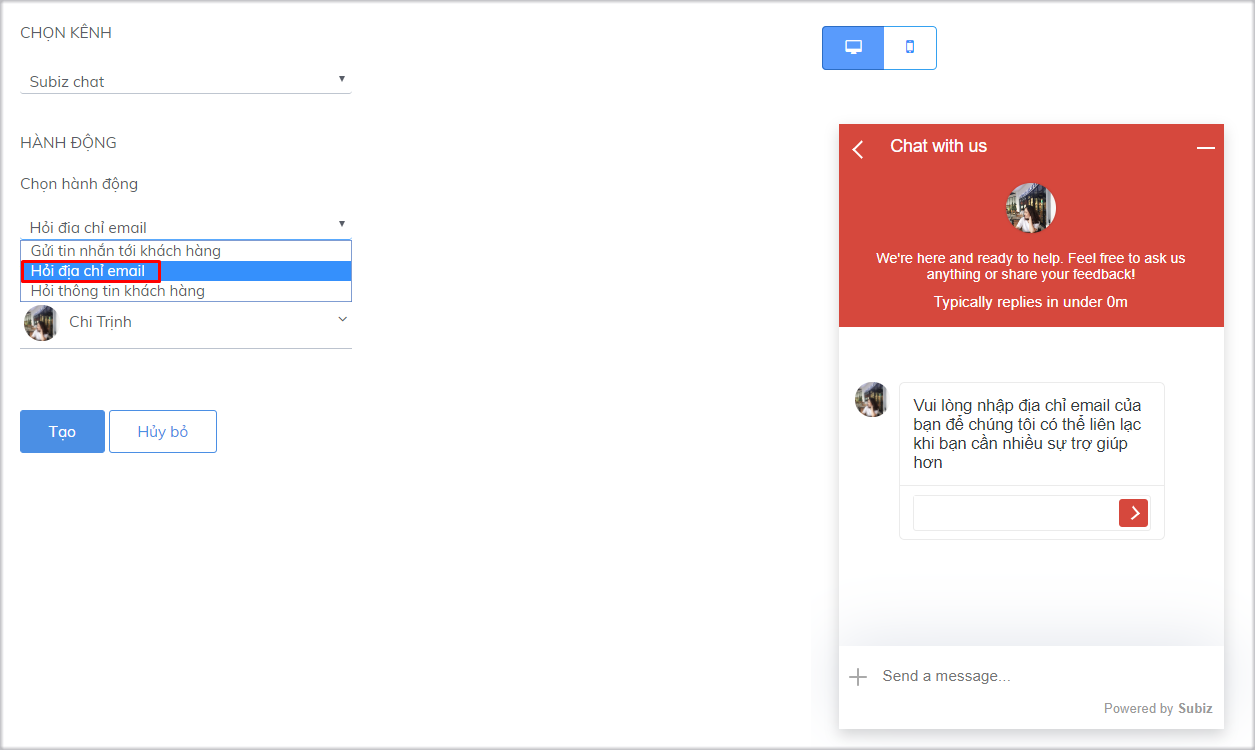 CHỌN KÊNH
Subiz chat
HÀNH ĐỘNG
Chọn hành động
Hỏi địa chỉ email
Gửi tin nhắn tới khách hàng
Hỏi địa chỉ email
Hỏi thông tin khách hàng
Chi Trịnh
Tạo
Hủy bỏ
Chat with us
We're here and ready to help. Feel free to ask us
anything or share your feedback!
Typically replies in under 0m
Vui lòng nhập địa chỉ email của
bạn để chúng tôi có thể liên lạc
khi bạn cần nhiều sự trợ giúp
hơn
Send a message...
Powered by Subiz